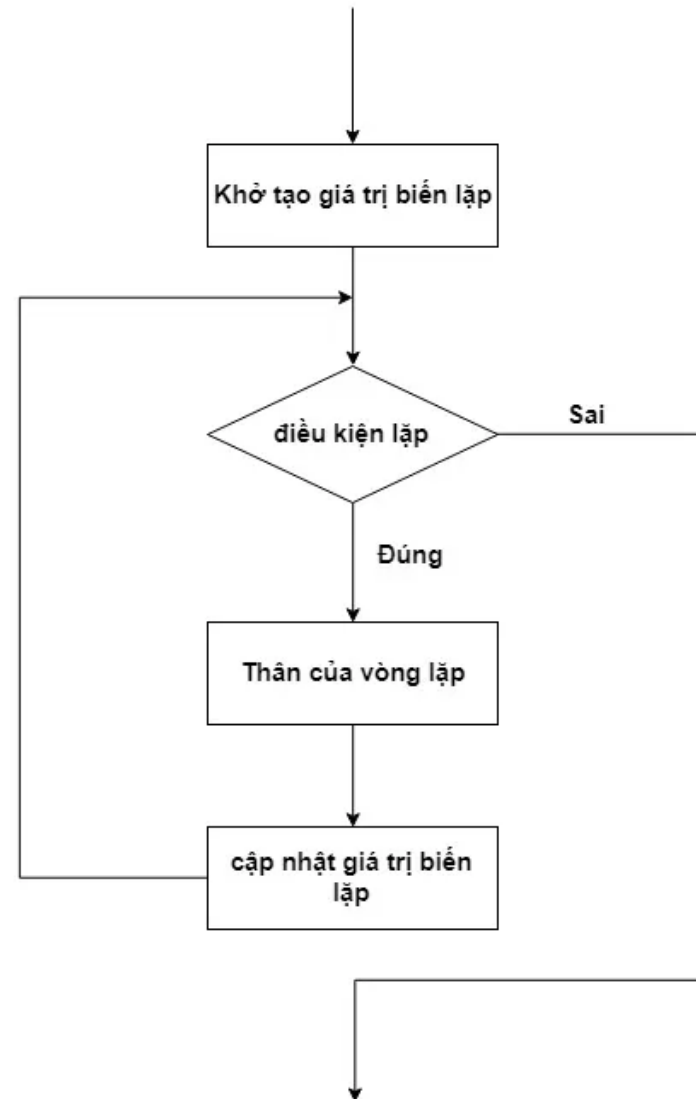 Khở tạo giá trị biến lặp
điều kiện lặp
Sai
Đúng
Thân của vòng lặp
cập nhật giá trị biến
lặp